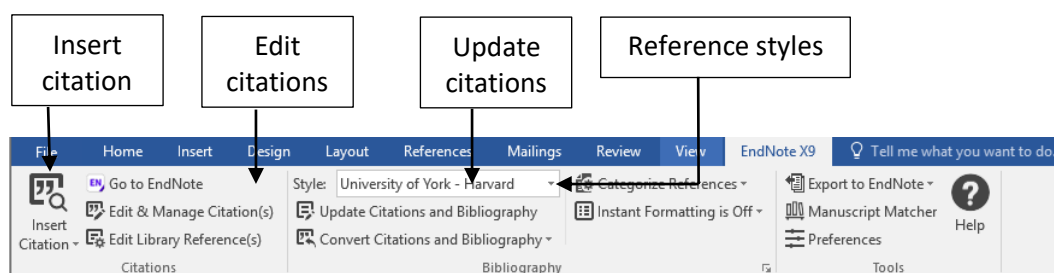 Insert
citation
Edit
citations
Update
citations
Reference styles
File Home Insert Design Layout References Mailings Review View EndNote X9 Tell me what you want to do.
Insert
Citation
EN Go to EndNote
Edit & Manage Citation(s)
Edit Library Reference(s)
Citations
Style: University of York - Harvard
Update Citations and Bibliography
Convert Citations and Bibliography
Categorize References
Instant Formatting is Off
Bibliography
Export to EndNote
Manuscript Matcher
Preferences
Help
Tools